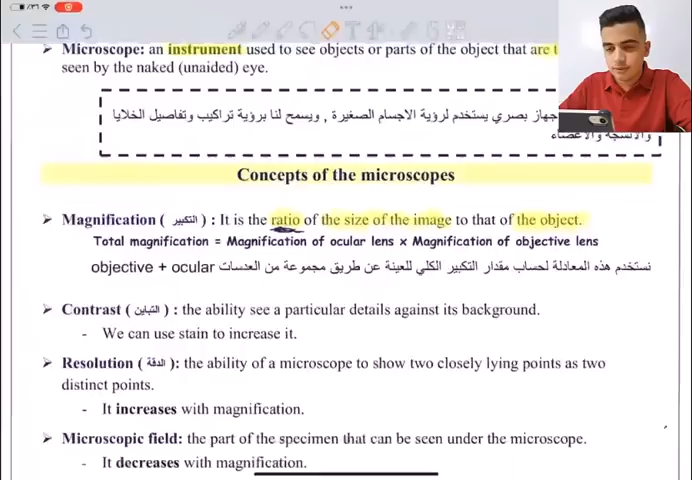 Microscope: an instrument used to see objects or parts of the object that are
seen by the naked (unaided) eye.
جهاز بصري يستخدم لرؤية الاجسام الصغيرة , ويسمح لنا برؤية تراكيب وتفاصيل الخلايا
والانسجة والاعضاء
Concepts of the microscopes
Magnification ( التكبير ) : It is the ratio of the size of the image to that of the object.
Total magnification = Magnification of ocular lens x Magnification of objective lens
نستخدم هذه المعادلة لحساب مقدار التكبير الكلي للعينة عن طريق مجموعة من العدسات objective + ocular
Contrast ( التباين ) : the ability see a particular details against its background.
- We can use stain to increase it.
Resolution ( الدقة ): the ability of a microscope to show two closely lying points as two
distinct points.
- It increases with magnification.
Microscopic field: the part of the specimen that can be seen under the microscope.
- It decreases with magnification.